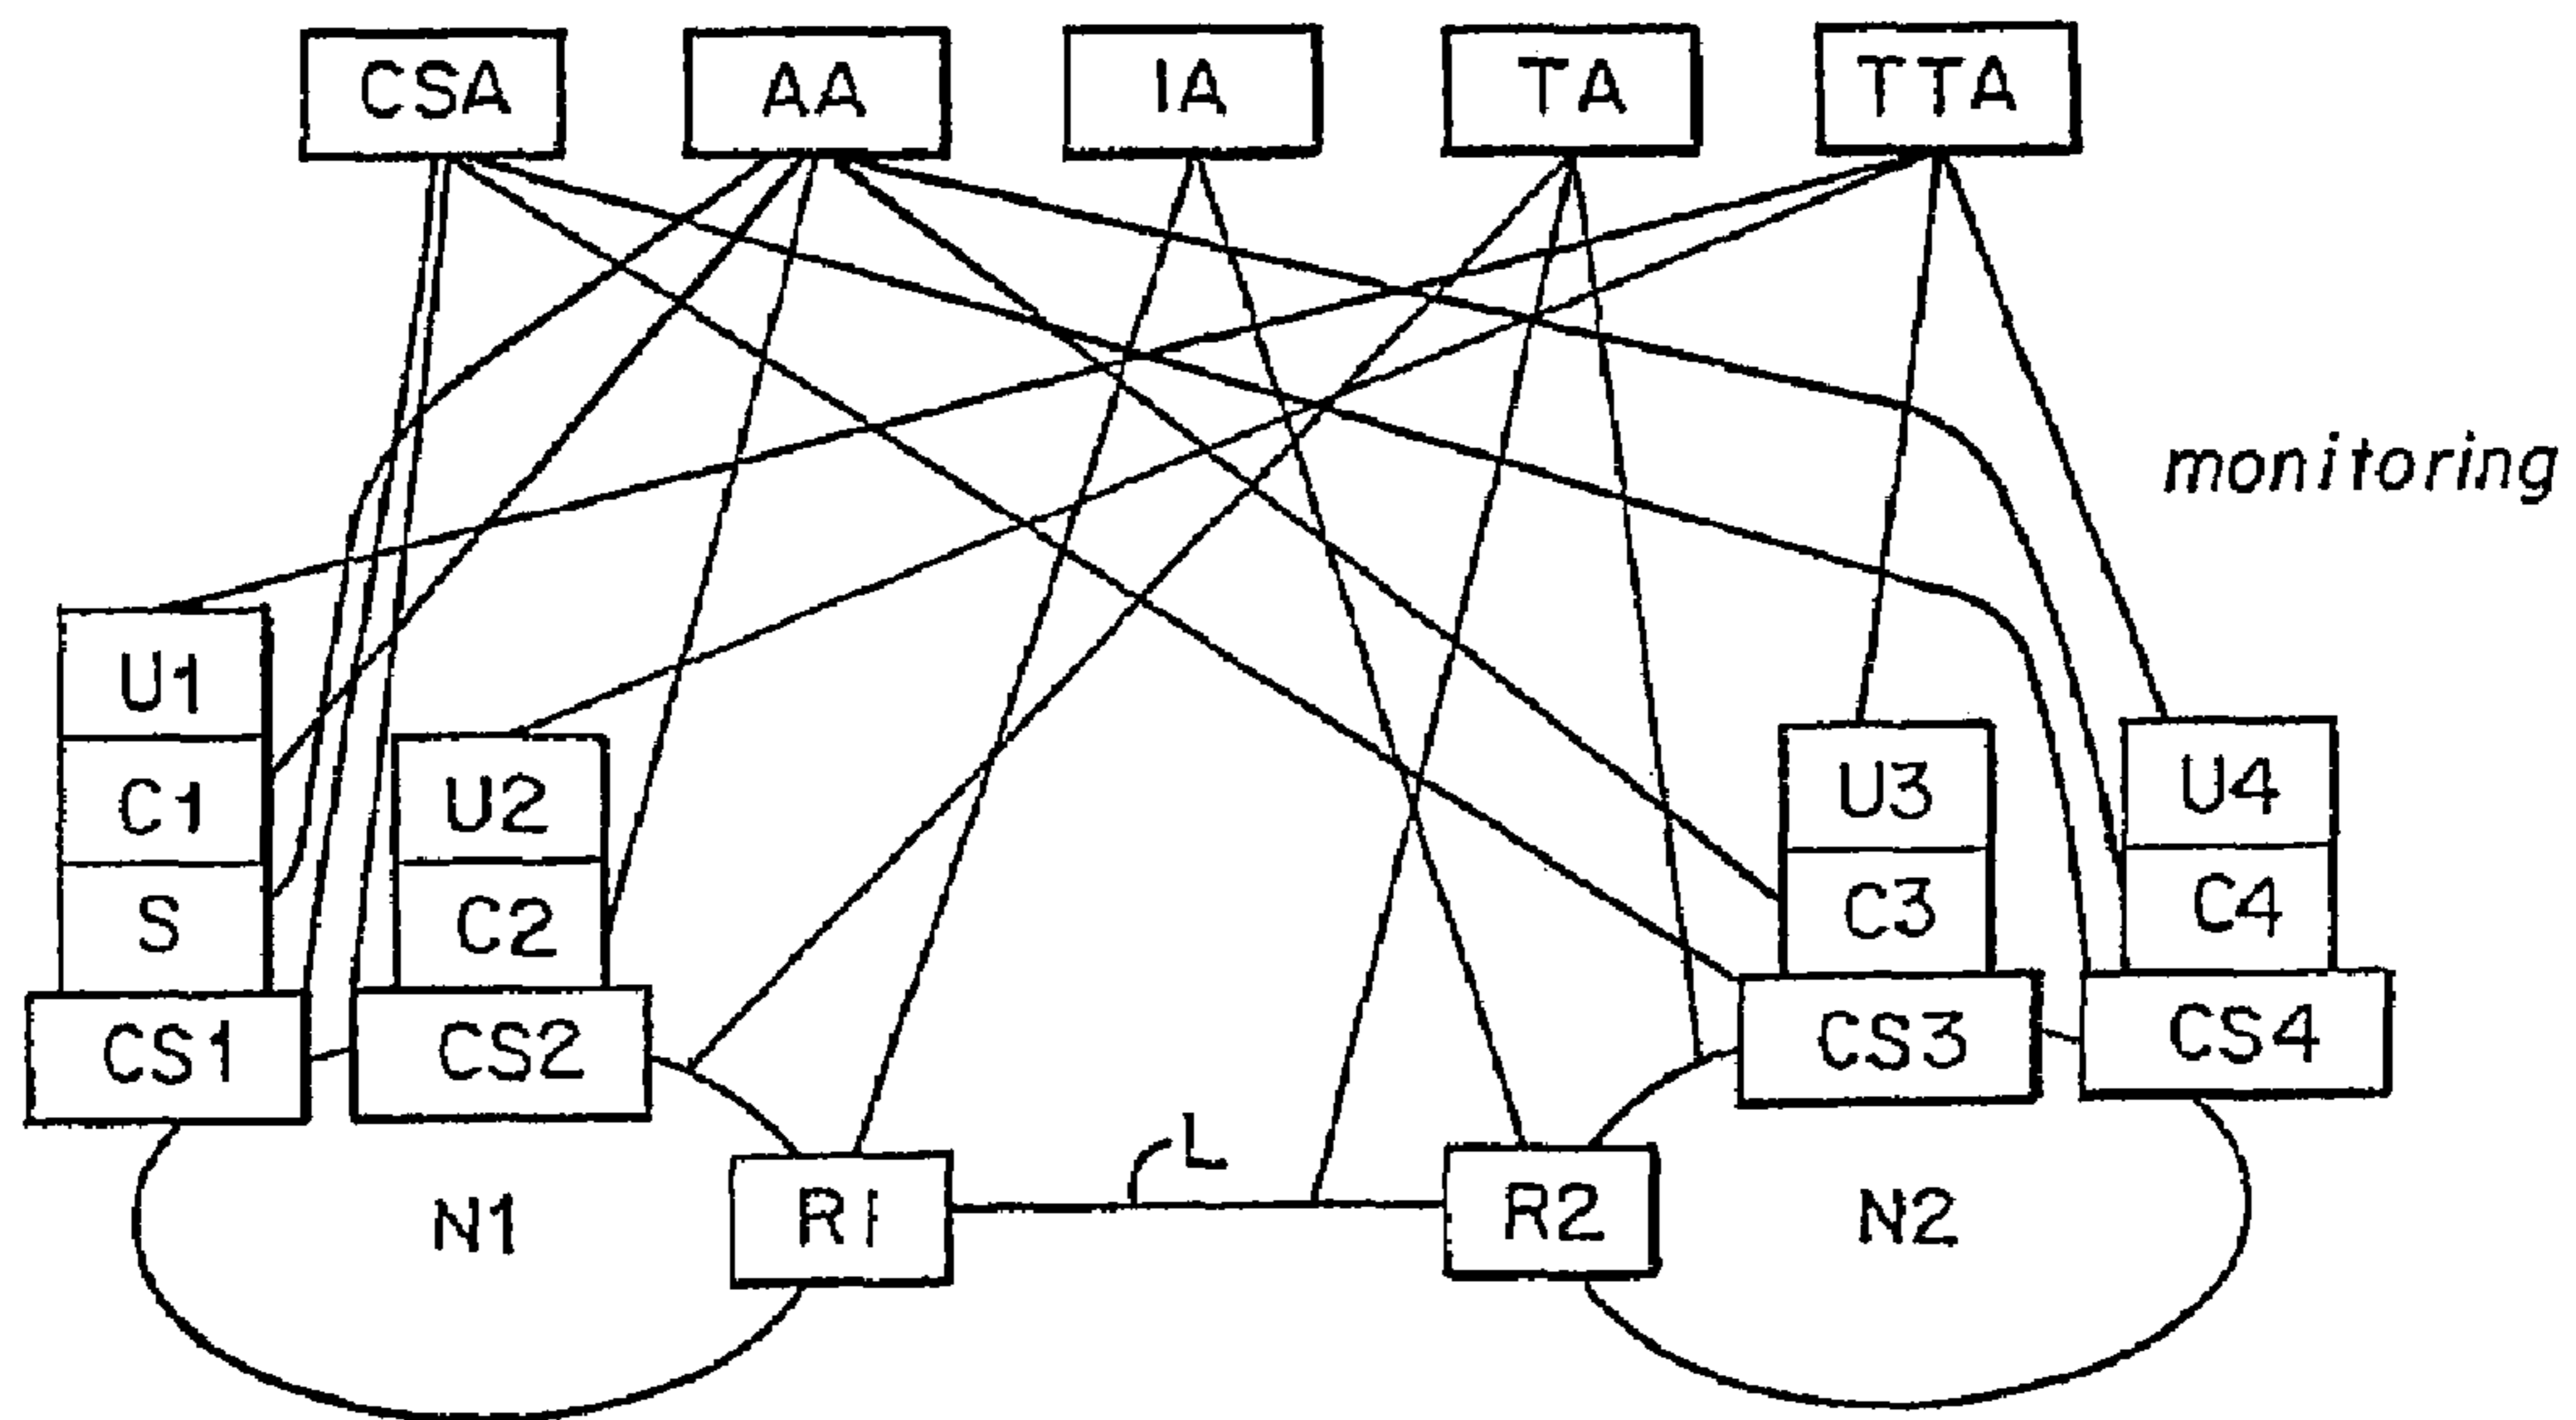 CSA AA IA TA TTA
monitoring
U1
C1 U2 U3 U4
S C2 C3 C4
CS1 CS2 CS3 CS4
L
N1 R1 R2 N2